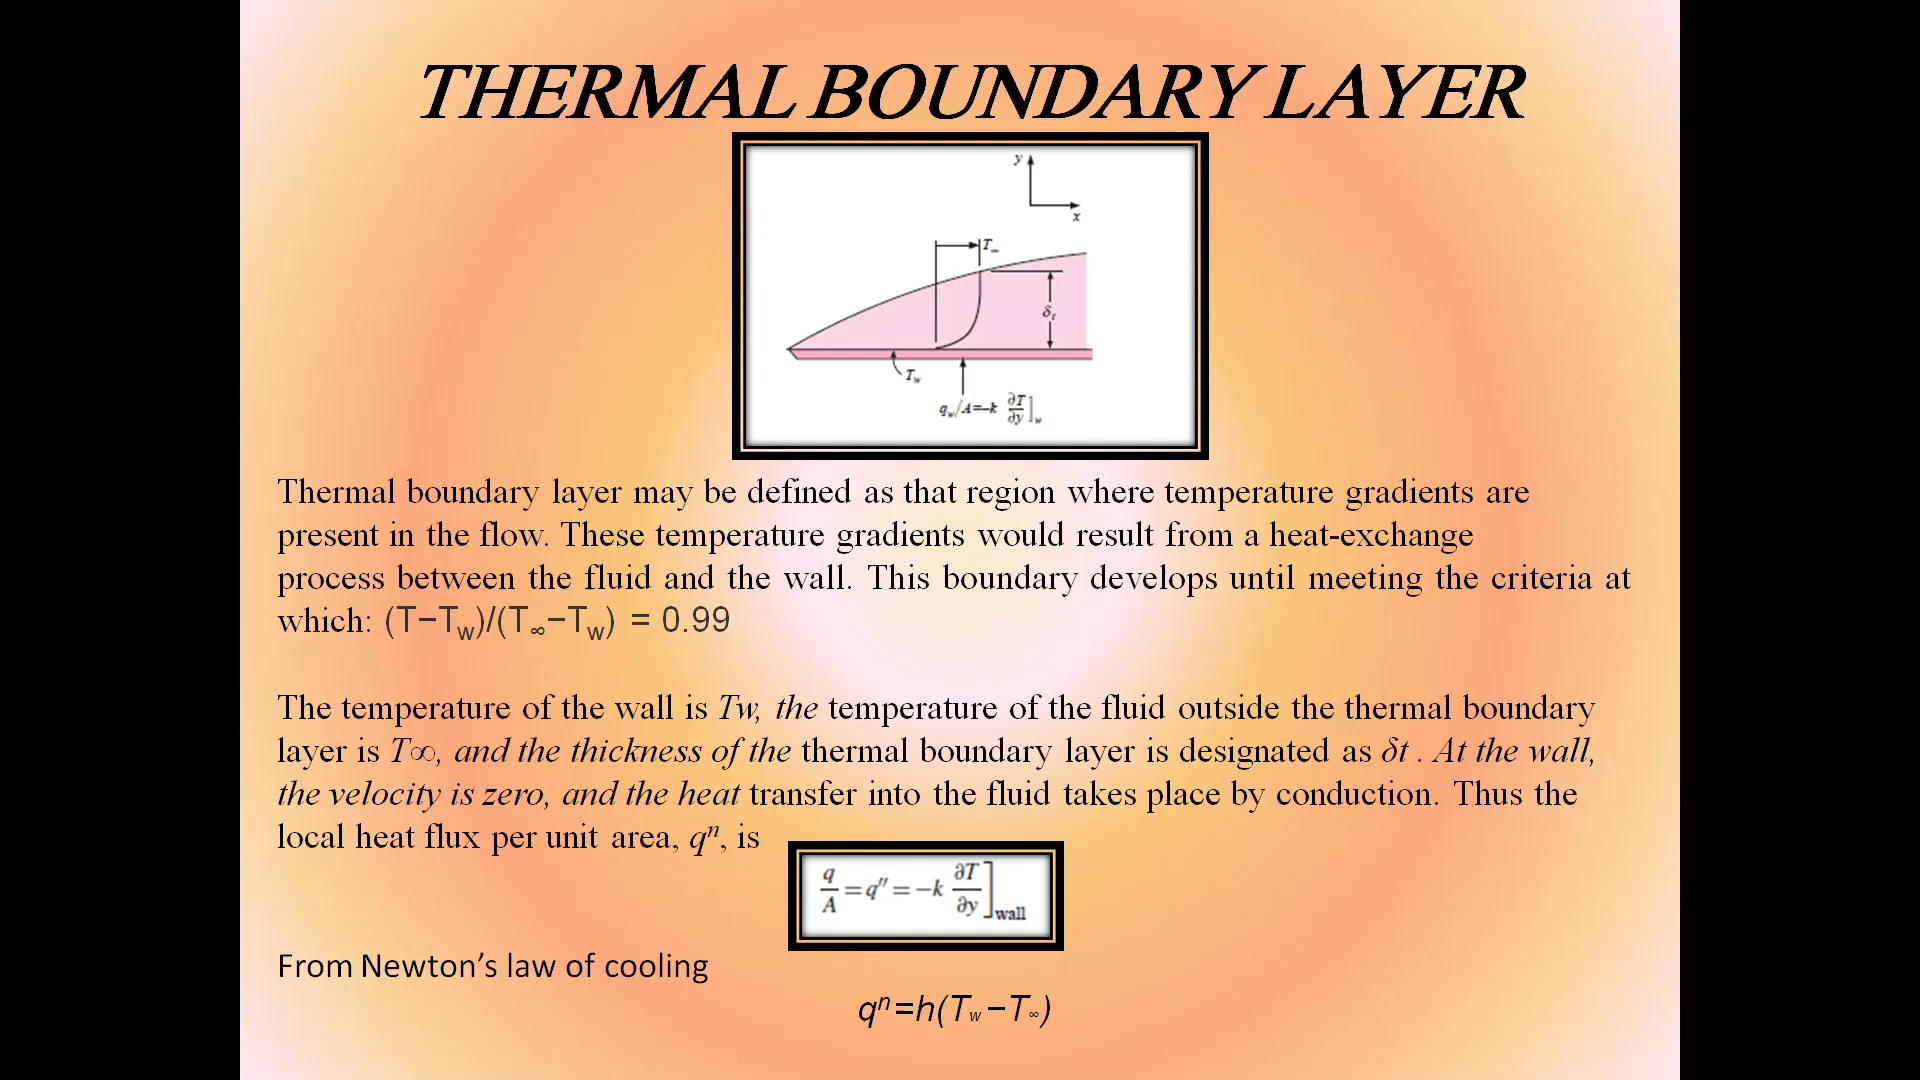 THERMAL BOUNDARY LAYER
y
x
T∞
δt
Tw
qw/A=−k ∂T/∂y]w
Thermal boundary layer may be defined as that region where temperature gradients are
present in the flow. These temperature gradients would result from a heat-exchange
process between the fluid and the wall. This boundary develops until meeting the criteria at
which: (T−Tw)/(T∞−Tw) = 0.99
The temperature of the wall is Tw, the temperature of the fluid outside the thermal boundary
layer is T∞, and the thickness of the thermal boundary layer is designated as δt . At the wall,
the velocity is zero, and the heat transfer into the fluid takes place by conduction. Thus the
local heat flux per unit area, qⁿ, is
q/A = q″ = −k ∂T/∂y]wall
From Newton’s law of cooling
qⁿ=h(Tw −T∞)